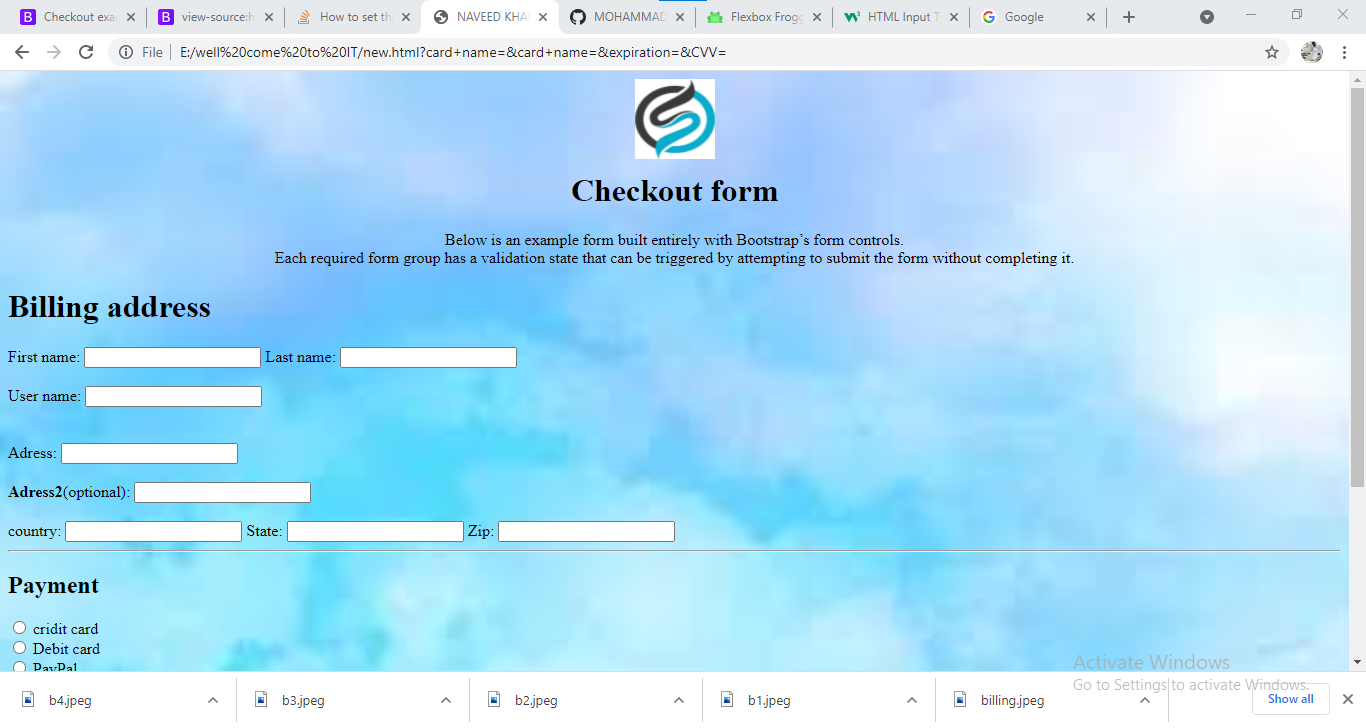 Checkout exa
view-source:h
How to set th
NAVEED KHA
MOHAMMAD
Flexbox Frogg
HTML Input T
Google
File
E:/well%20come%20to%20IT/new.html?card+name=&card+name=&expiration=&CVV=
Checkout form
Below is an example form built entirely with Bootstrap’s form controls.
Each required form group has a validation state that can be triggered by attempting to submit the form without completing it.
Billing address
First name: Last name:
User name:
Adress:
Adress2(optional):
country: State: Zip:
Payment
cridit card
Debit card
PayPal
Activate Windows
Go to Settings to activate Windows.
b4.jpeg
b3.jpeg
b2.jpeg
b1.jpeg
billing.jpeg
Show all